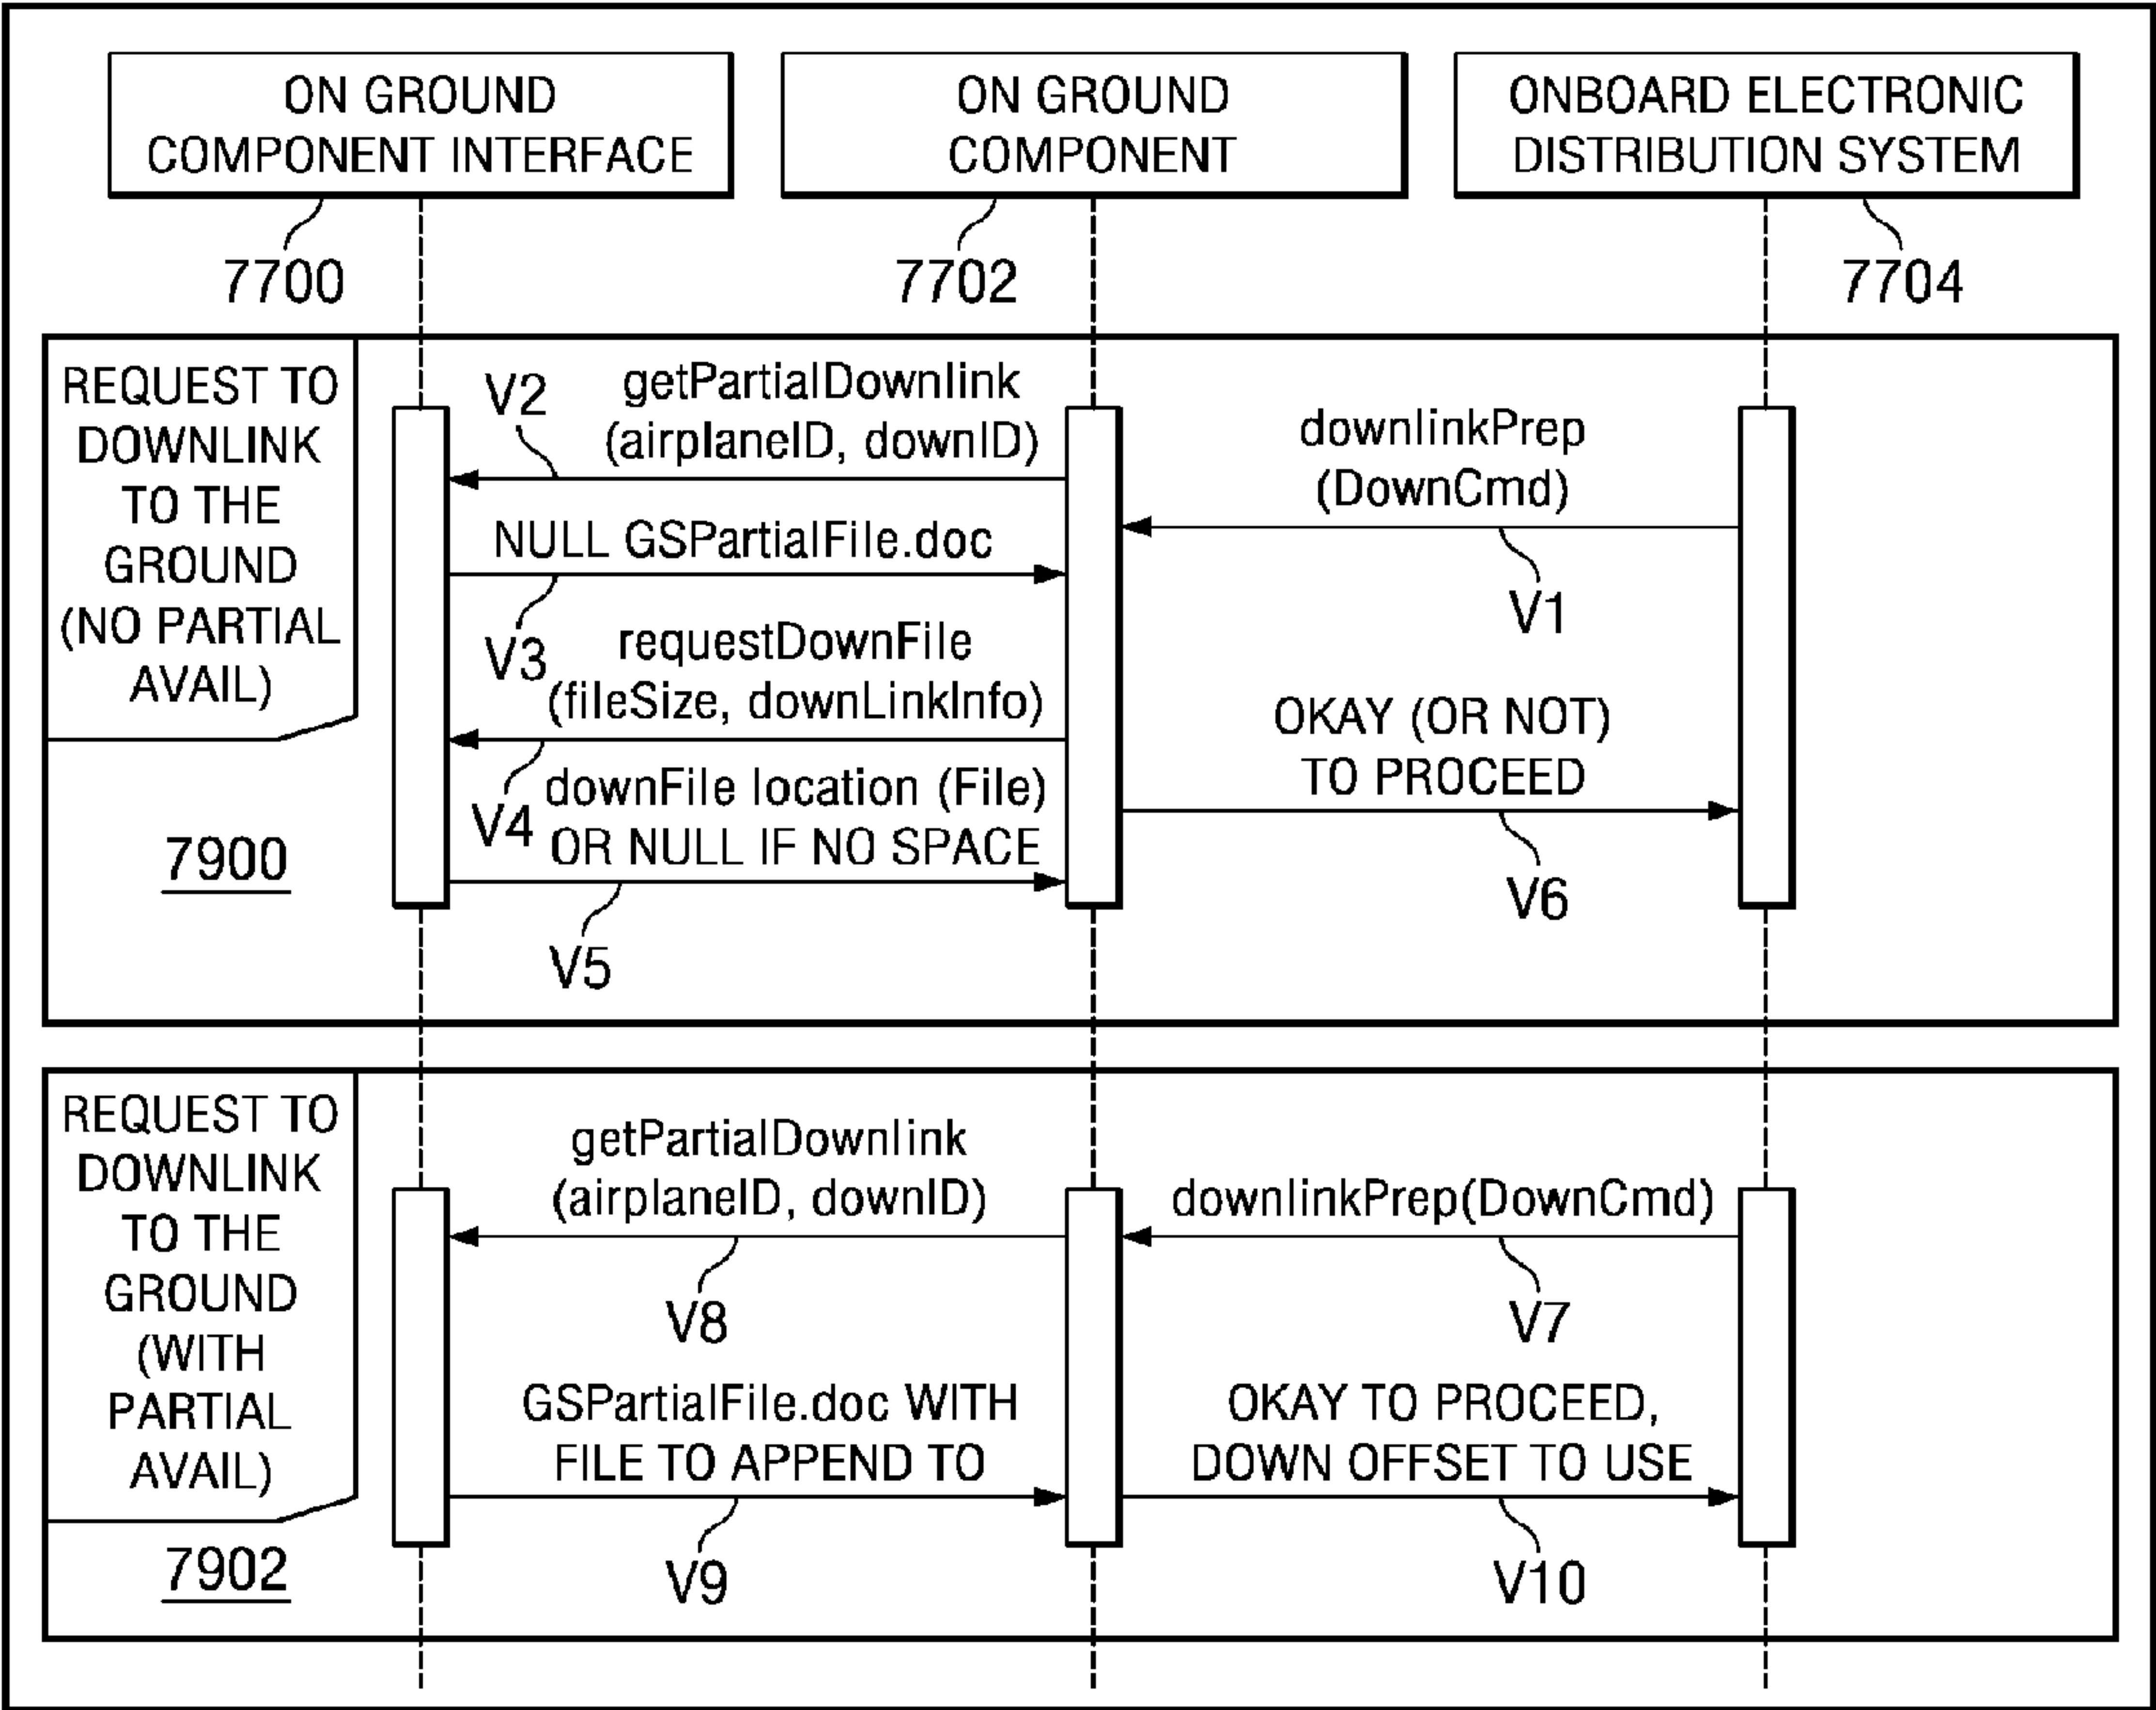 ON GROUND
COMPONENT INTERFACE
ON GROUND
COMPONENT
ONBOARD ELECTRONIC
DISTRIBUTION SYSTEM
7700
7702
7704
REQUEST TO
DOWNLINK
TO THE
GROUND
(NO PARTIAL
AVAIL)
7900
V2
getPartialDownlink
(airplaneID, downID)
NULL GSPartialFile.doc
V3
requestDownFile
(fileSize, downLinkInfo)
V4
downFile location (File)
OR NULL IF NO SPACE
V5
downlinkPrep
(DownCmd)
V1
OKAY (OR NOT)
TO PROCEED
V6
REQUEST TO
DOWNLINK
TO THE
GROUND
(WITH
PARTIAL
AVAIL)
7902
getPartialDownlink
(airplaneID, downID)
V8
GSPartialFile.doc WITH
FILE TO APPEND TO
V9
downlinkPrep(DownCmd)
V7
OKAY TO PROCEED,
DOWN OFFSET TO USE
V10